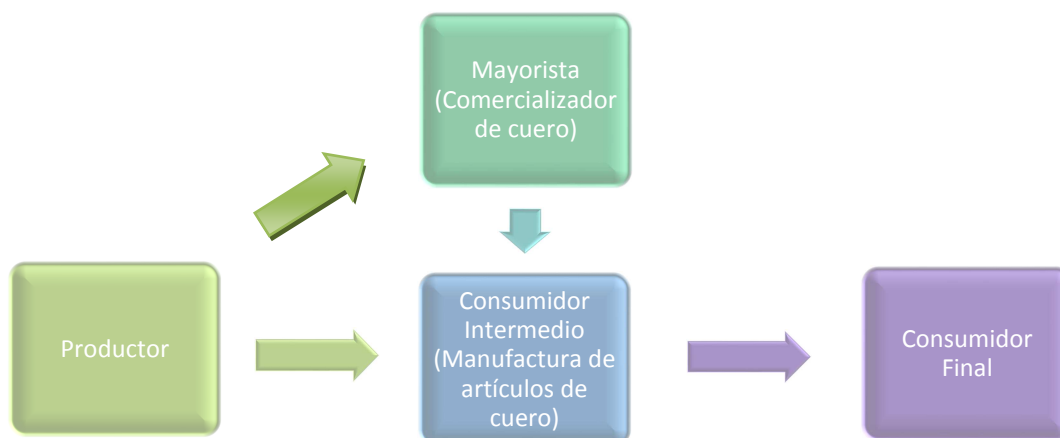 Mayorista
(Comercializador
de cuero)
Productor
Consumidor
Intermedio
(Manufactura de
artículos de
cuero)
Consumidor
Final